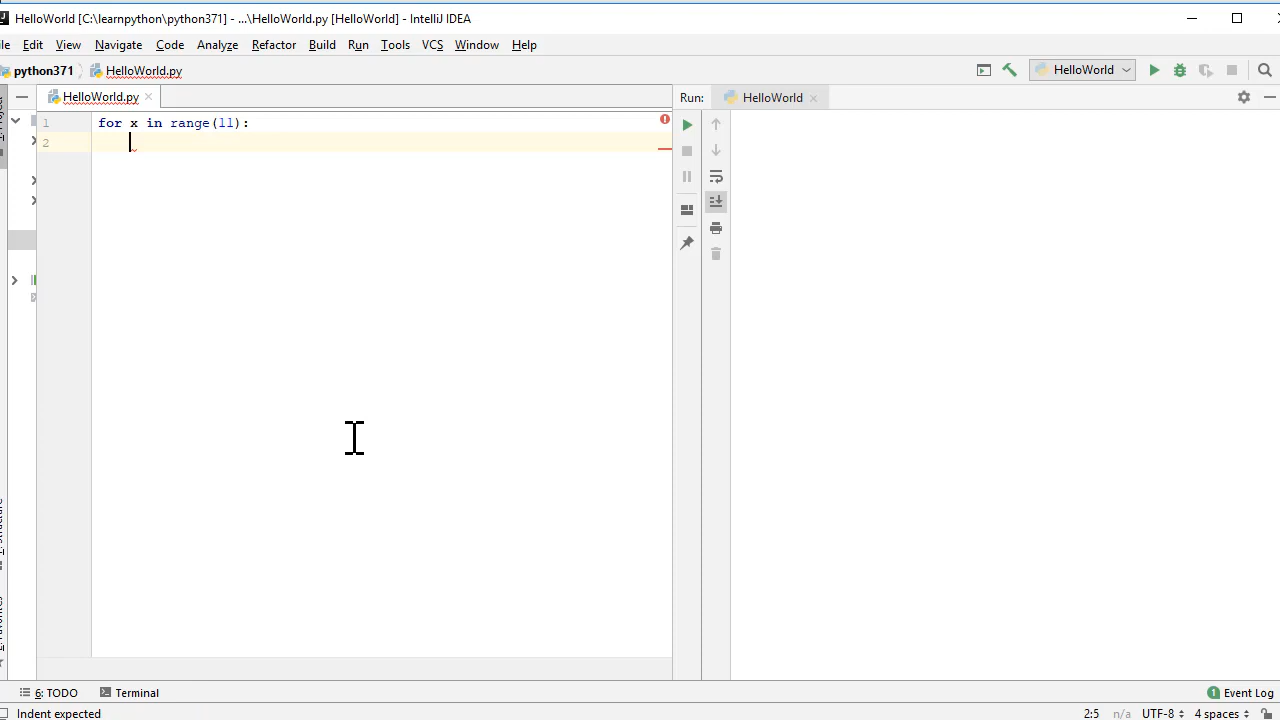 HelloWorld [C:\learnpython\python371] - ...\HelloWorld.py [HelloWorld] - IntelliJ IDEA
Edit View Navigate Code Analyze Refactor Build Run Tools VCS Window Help
python371 HelloWorld.py HelloWorld
HelloWorld.py Run: HelloWorld
1 for x in range(11):
2
6: TODO Terminal 1 Event Log
Indent expected 2:5 n/a UTF-8 4 spaces